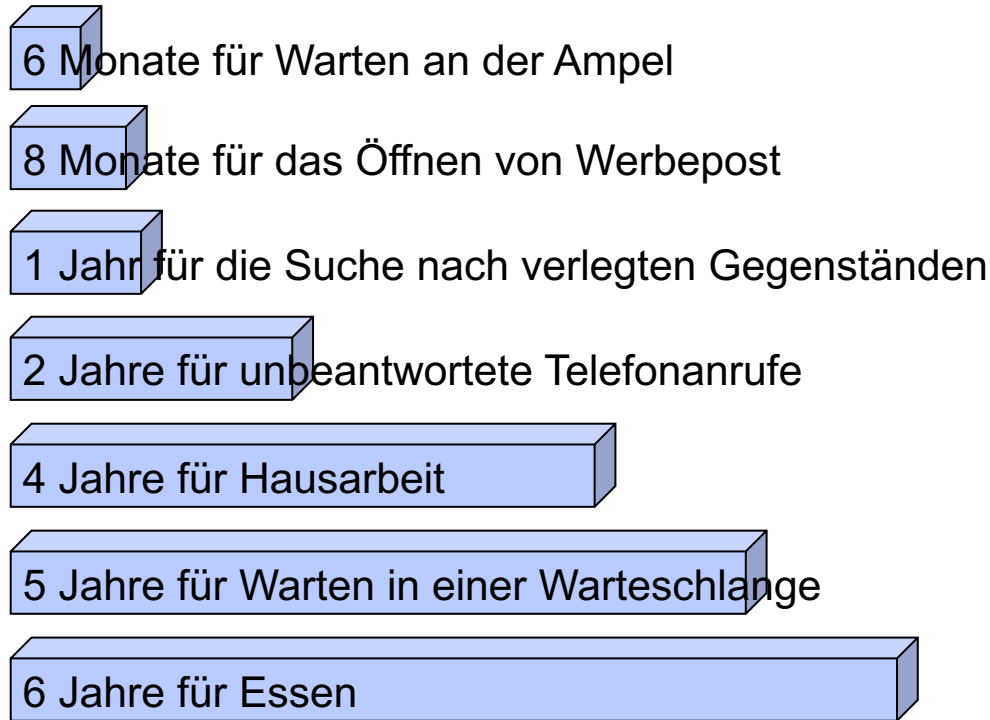 6 Monate für Warten an der Ampel
8 Monate für das Öffnen von Werbepost
1 Jahr für die Suche nach verlegten Gegenständen
2 Jahre für unbeantwortete Telefonanrufe
4 Jahre für Hausarbeit
5 Jahre für Warten in einer Warteschlange
6 Jahre für Essen